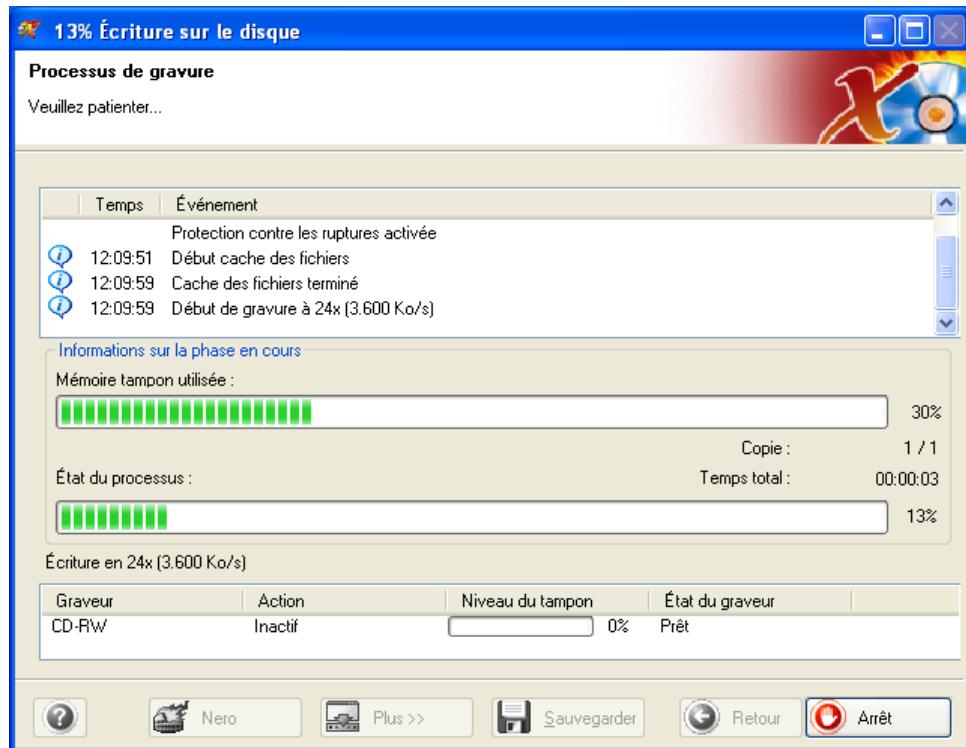 13% Écriture sur le disque
Processus de gravure
Veuillez patienter...
Temps Événement
Protection contre les ruptures activée
12:09:51 Début cache des fichiers
12:09:59 Cache des fichiers terminé
12:09:59 Début de gravure à 24x (3.600 Ko/s)
Informations sur la phase en cours
Mémoire tampon utilisée :
30%
Copie : 1 / 1
État du processus : Temps total : 00:00:03
13%
Écriture en 24x (3.600 Ko/s)
Graveur Action Niveau du tampon État du graveur
CD-RW Inactif 0% Prêt
Nero Plus >> Sauvegarder Retour Arrêt